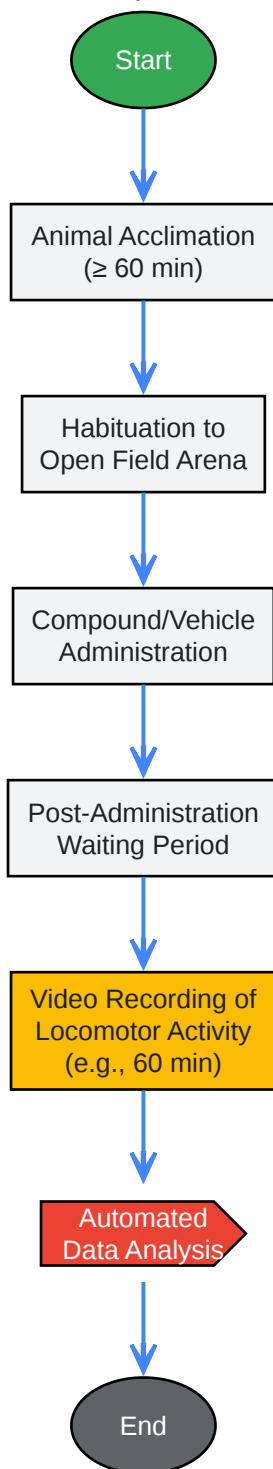 Start
Animal Acclimation
(≥ 60 min)
Habituation to
Open Field Arena
Compound/Vehicle
Administration
Post-Administration
Waiting Period
Video Recording of
Locomotor Activity
(e.g., 60 min)
Automated
Data Analysis
End